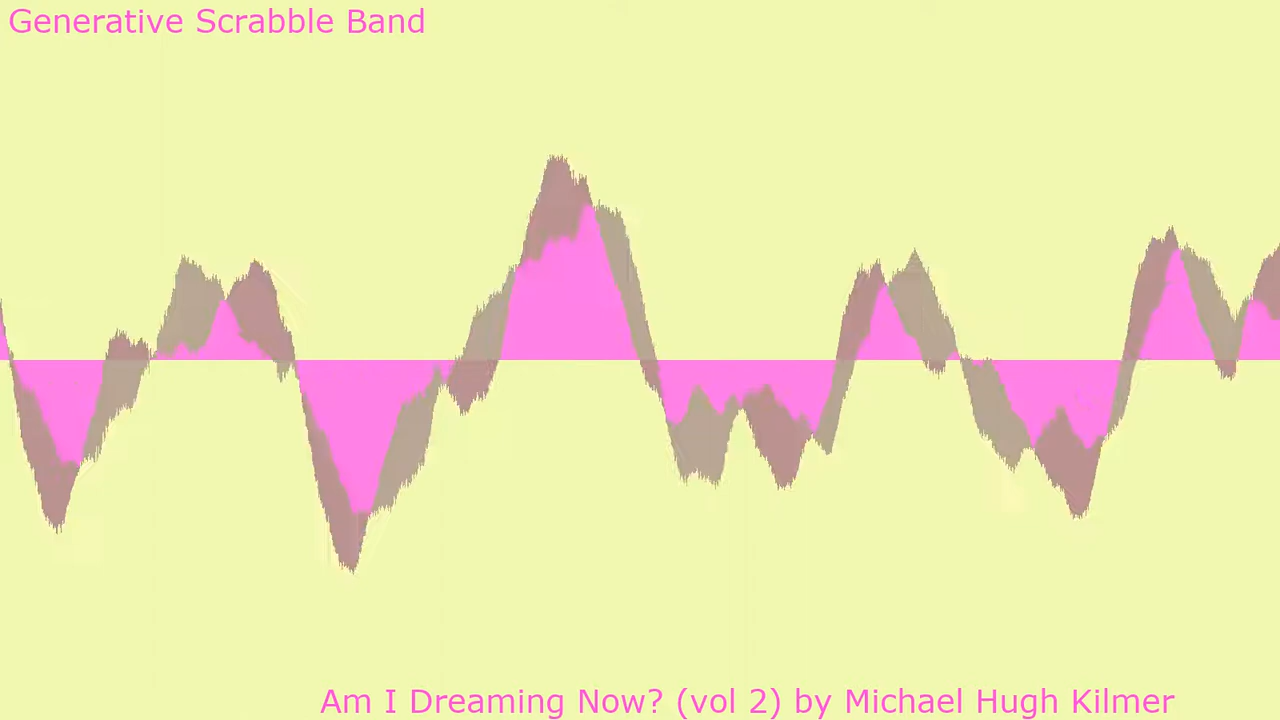 Generative Scrabble Band
Am I Dreaming Now? (vol 2) by Michael Hugh Kilmer